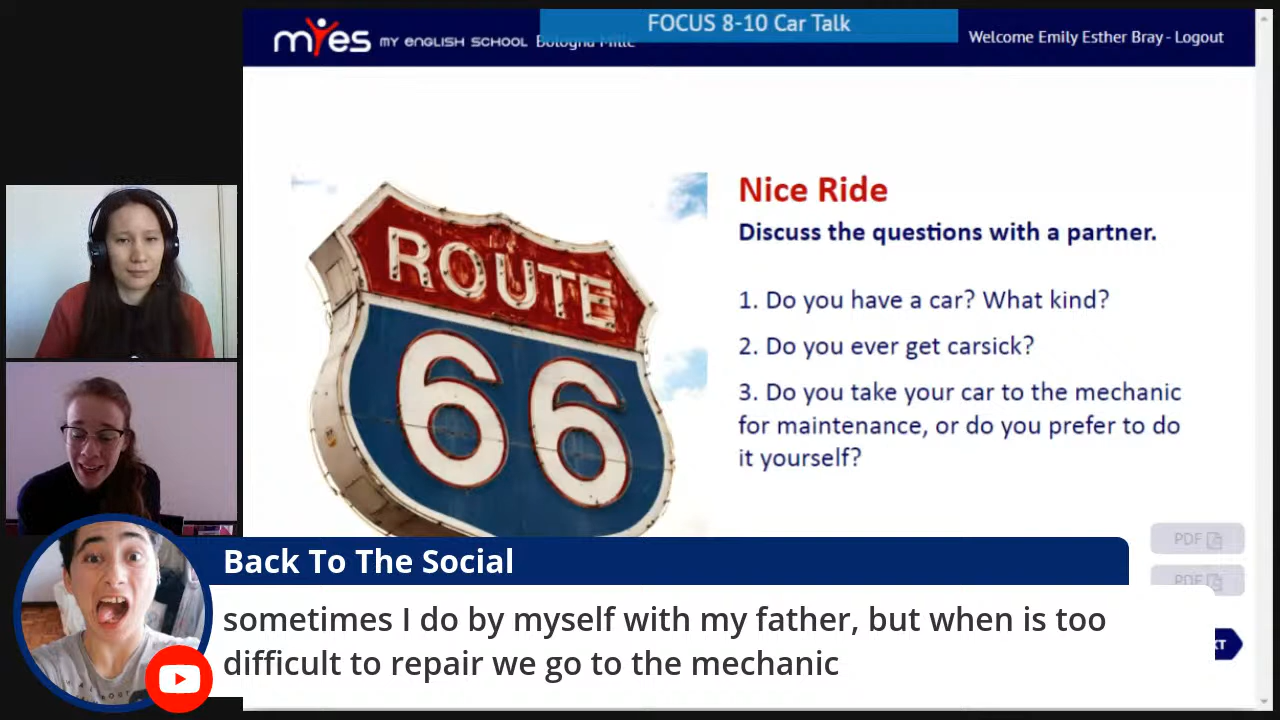 FOCUS 8-10 Car Talk
myes MY ENGLISH SCHOOL Bologna Mille
Welcome Emily Esther Bray - Logout
ROUTE
66
Nice Ride
Discuss the questions with a partner.
1. Do you have a car? What kind?
2. Do you ever get carsick?
3. Do you take your car to the mechanic
for maintenance, or do you prefer to do
it yourself?
PDF
PDF
XT
Back To The Social
sometimes I do by myself with my father, but when is too
difficult to repair we go to the mechanic